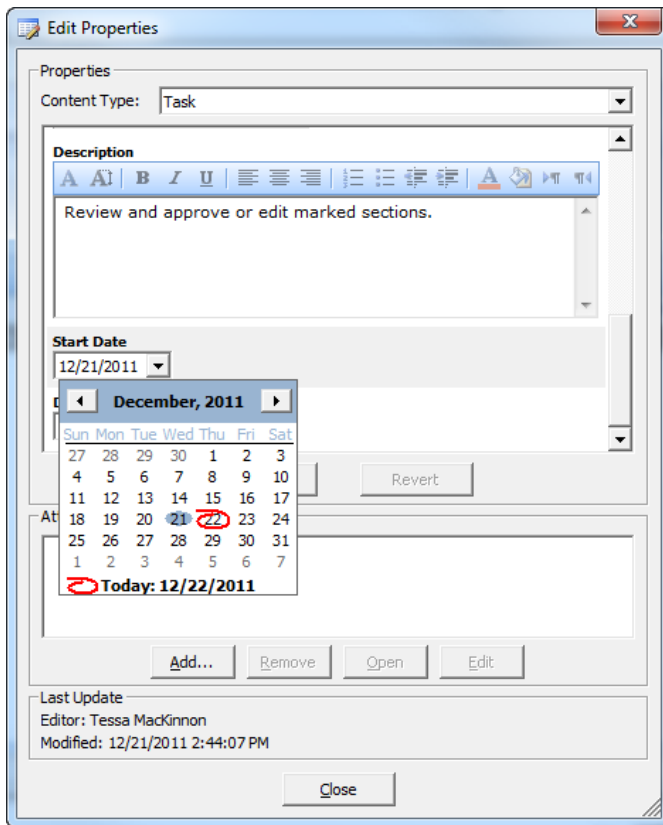 Edit Properties
Properties
Content Type: Task
Description
A A B I U A
Review and approve or edit marked sections.
Start Date
12/21/2011
December, 2011
Sun Mon Tue Wed Thu Fri Sat
27 28 29 30 1 2 3
4 5 6 7 8 9 10
11 12 13 14 15 16 17
18 19 20 21 22 23 24
25 26 27 28 29 30 31
1 2 3 4 5 6 7
Today: 12/22/2011
Revert
Att
Add... Remove Open Edit
Last Update
Editor: Tessa MacKinnon
Modified: 12/21/2011 2:44:07 PM
Close